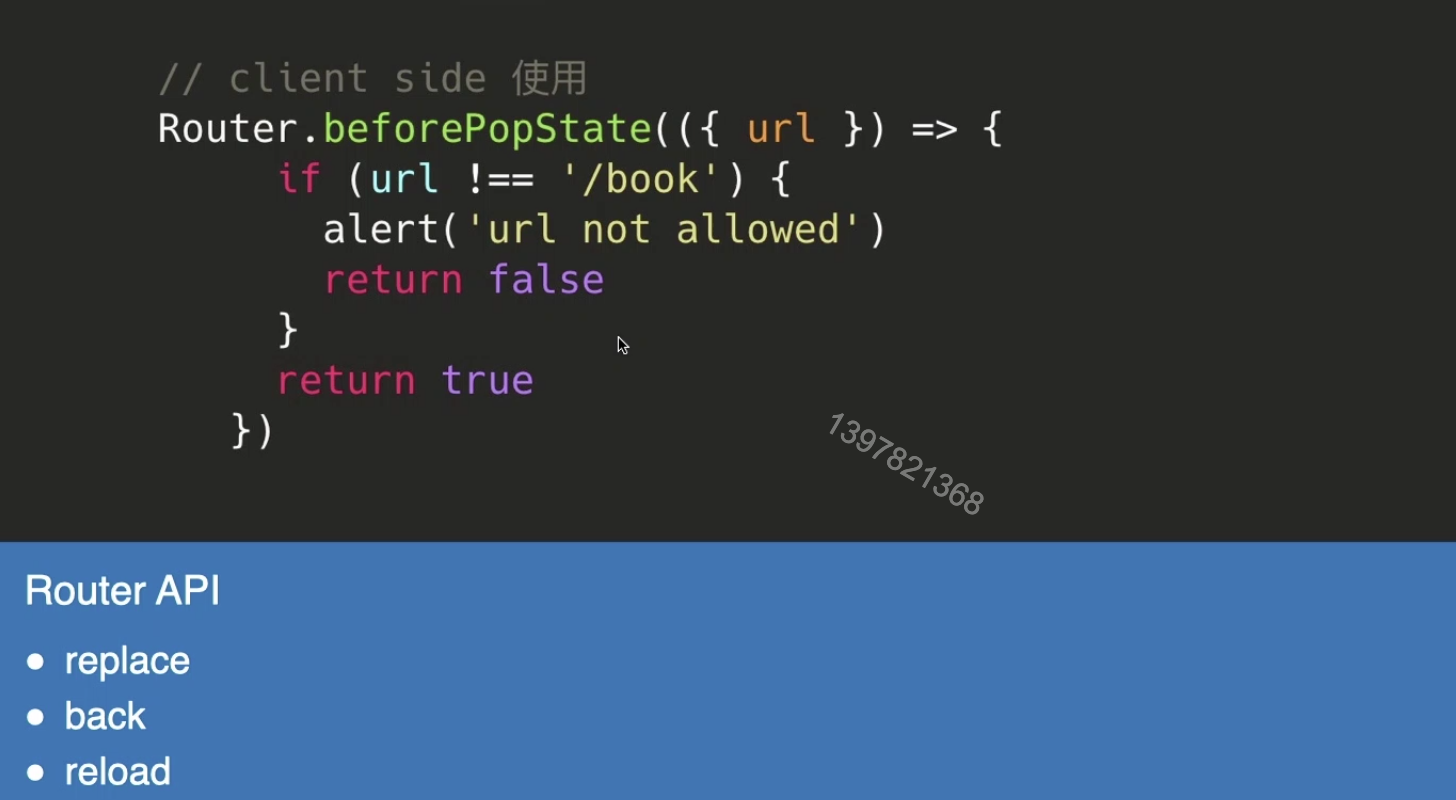 // client side 使用
Router.beforePopState(({ url }) => {
if (url !== '/book') {
alert('url not allowed')
return false
}
return true
})
1397821368
Router API
● replace
● back
● reload